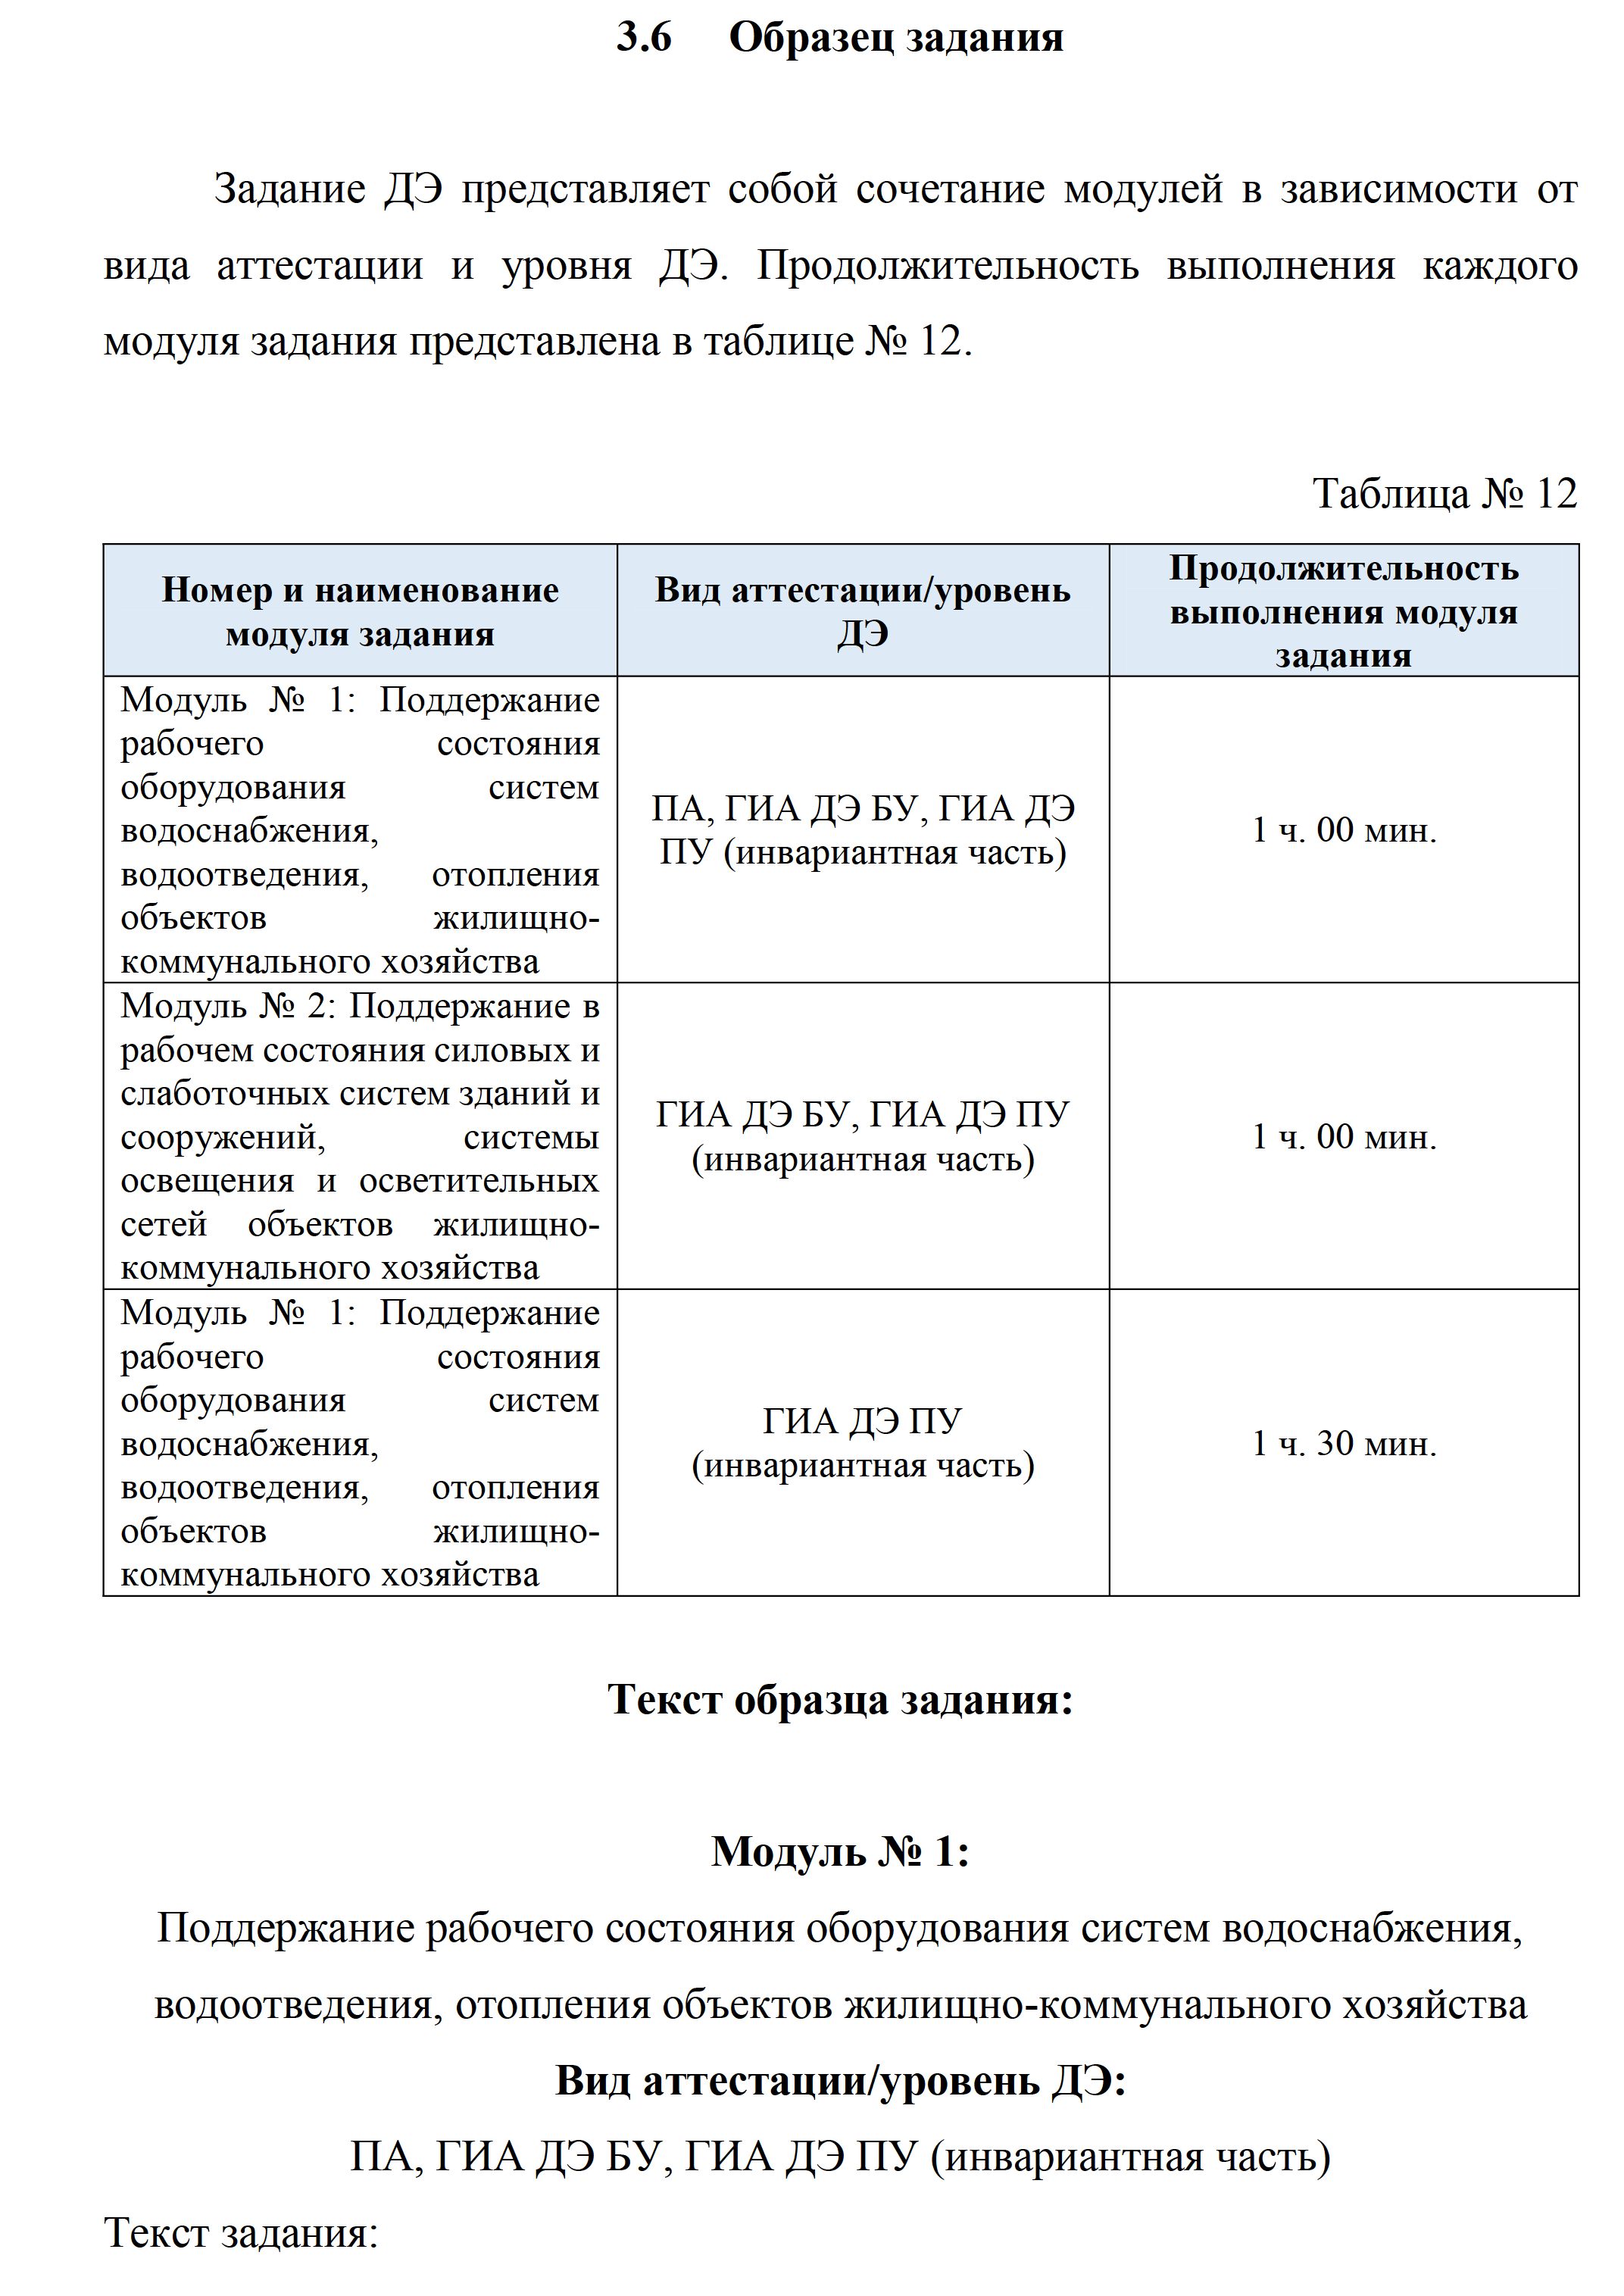 3.6 Образец задания
Задание ДЭ представляет собой сочетание модулей в зависимости от
вида аттестации и уровня ДЭ. Продолжительность выполнения каждого
модуля задания представлена в таблице № 12.
Таблица № 12
Номер и наименование
модуля задания
Вид аттестации/уровень
ДЭ
Продолжительность
выполнения модуля
задания
Модуль № 1: Поддержание
рабочего состояния
оборудования систем
водоснабжения,
водоотведения, отопления
объектов жилищно-
коммунального хозяйства
ПА, ГИА ДЭ БУ, ГИА ДЭ
ПУ (инвариантная часть)
1 ч. 00 мин.
Модуль № 2: Поддержание в
рабочем состояния силовых и
слаботочных систем зданий и
сооружений, системы
освещения и осветительных
сетей объектов жилищно-
коммунального хозяйства
ГИА ДЭ БУ, ГИА ДЭ ПУ
(инвариантная часть)
1 ч. 00 мин.
Модуль № 1: Поддержание
рабочего состояния
оборудования систем
водоснабжения,
водоотведения, отопления
объектов жилищно-
коммунального хозяйства
ГИА ДЭ ПУ
(инвариантная часть)
1 ч. 30 мин.
Текст образца задания:
Модуль № 1:
Поддержание рабочего состояния оборудования систем водоснабжения,
водоотведения, отопления объектов жилищно-коммунального хозяйства
Вид аттестации/уровень ДЭ:
ПА, ГИА ДЭ БУ, ГИА ДЭ ПУ (инвариантная часть)
Текст задания: